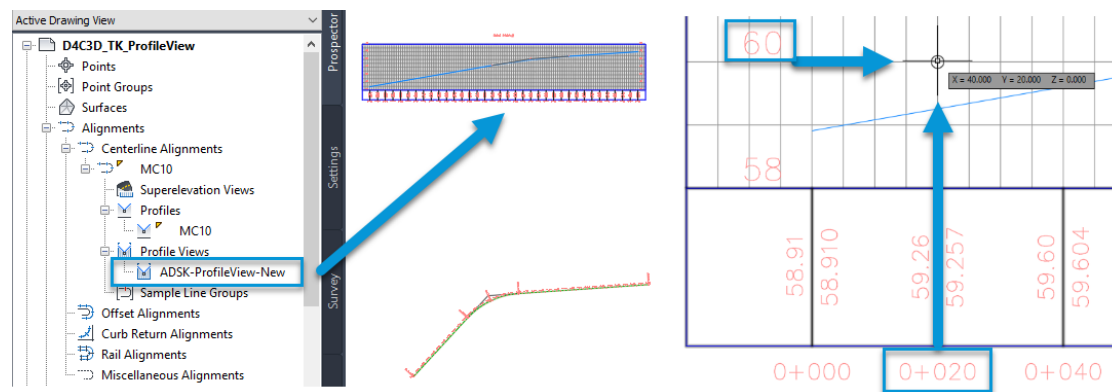 Active Drawing View
D4C3D_TK_ProfileView
Points
Point Groups
Surfaces
Alignments
Centerline Alignments
MC10
Superelevation Views
Profiles
MC10
Profile Views
ADSK-ProfileView-New
Sample Line Groups
Offset Alignments
Curb Return Alignments
Rail Alignments
Miscellaneous Alignments
Prospector
Settings
Survey
60
X = 40.000 Y = 20.000 Z = 0.000
58
58.91
58.910
59.26
59.257
59.60
59.604
0+000
0+020
0+040